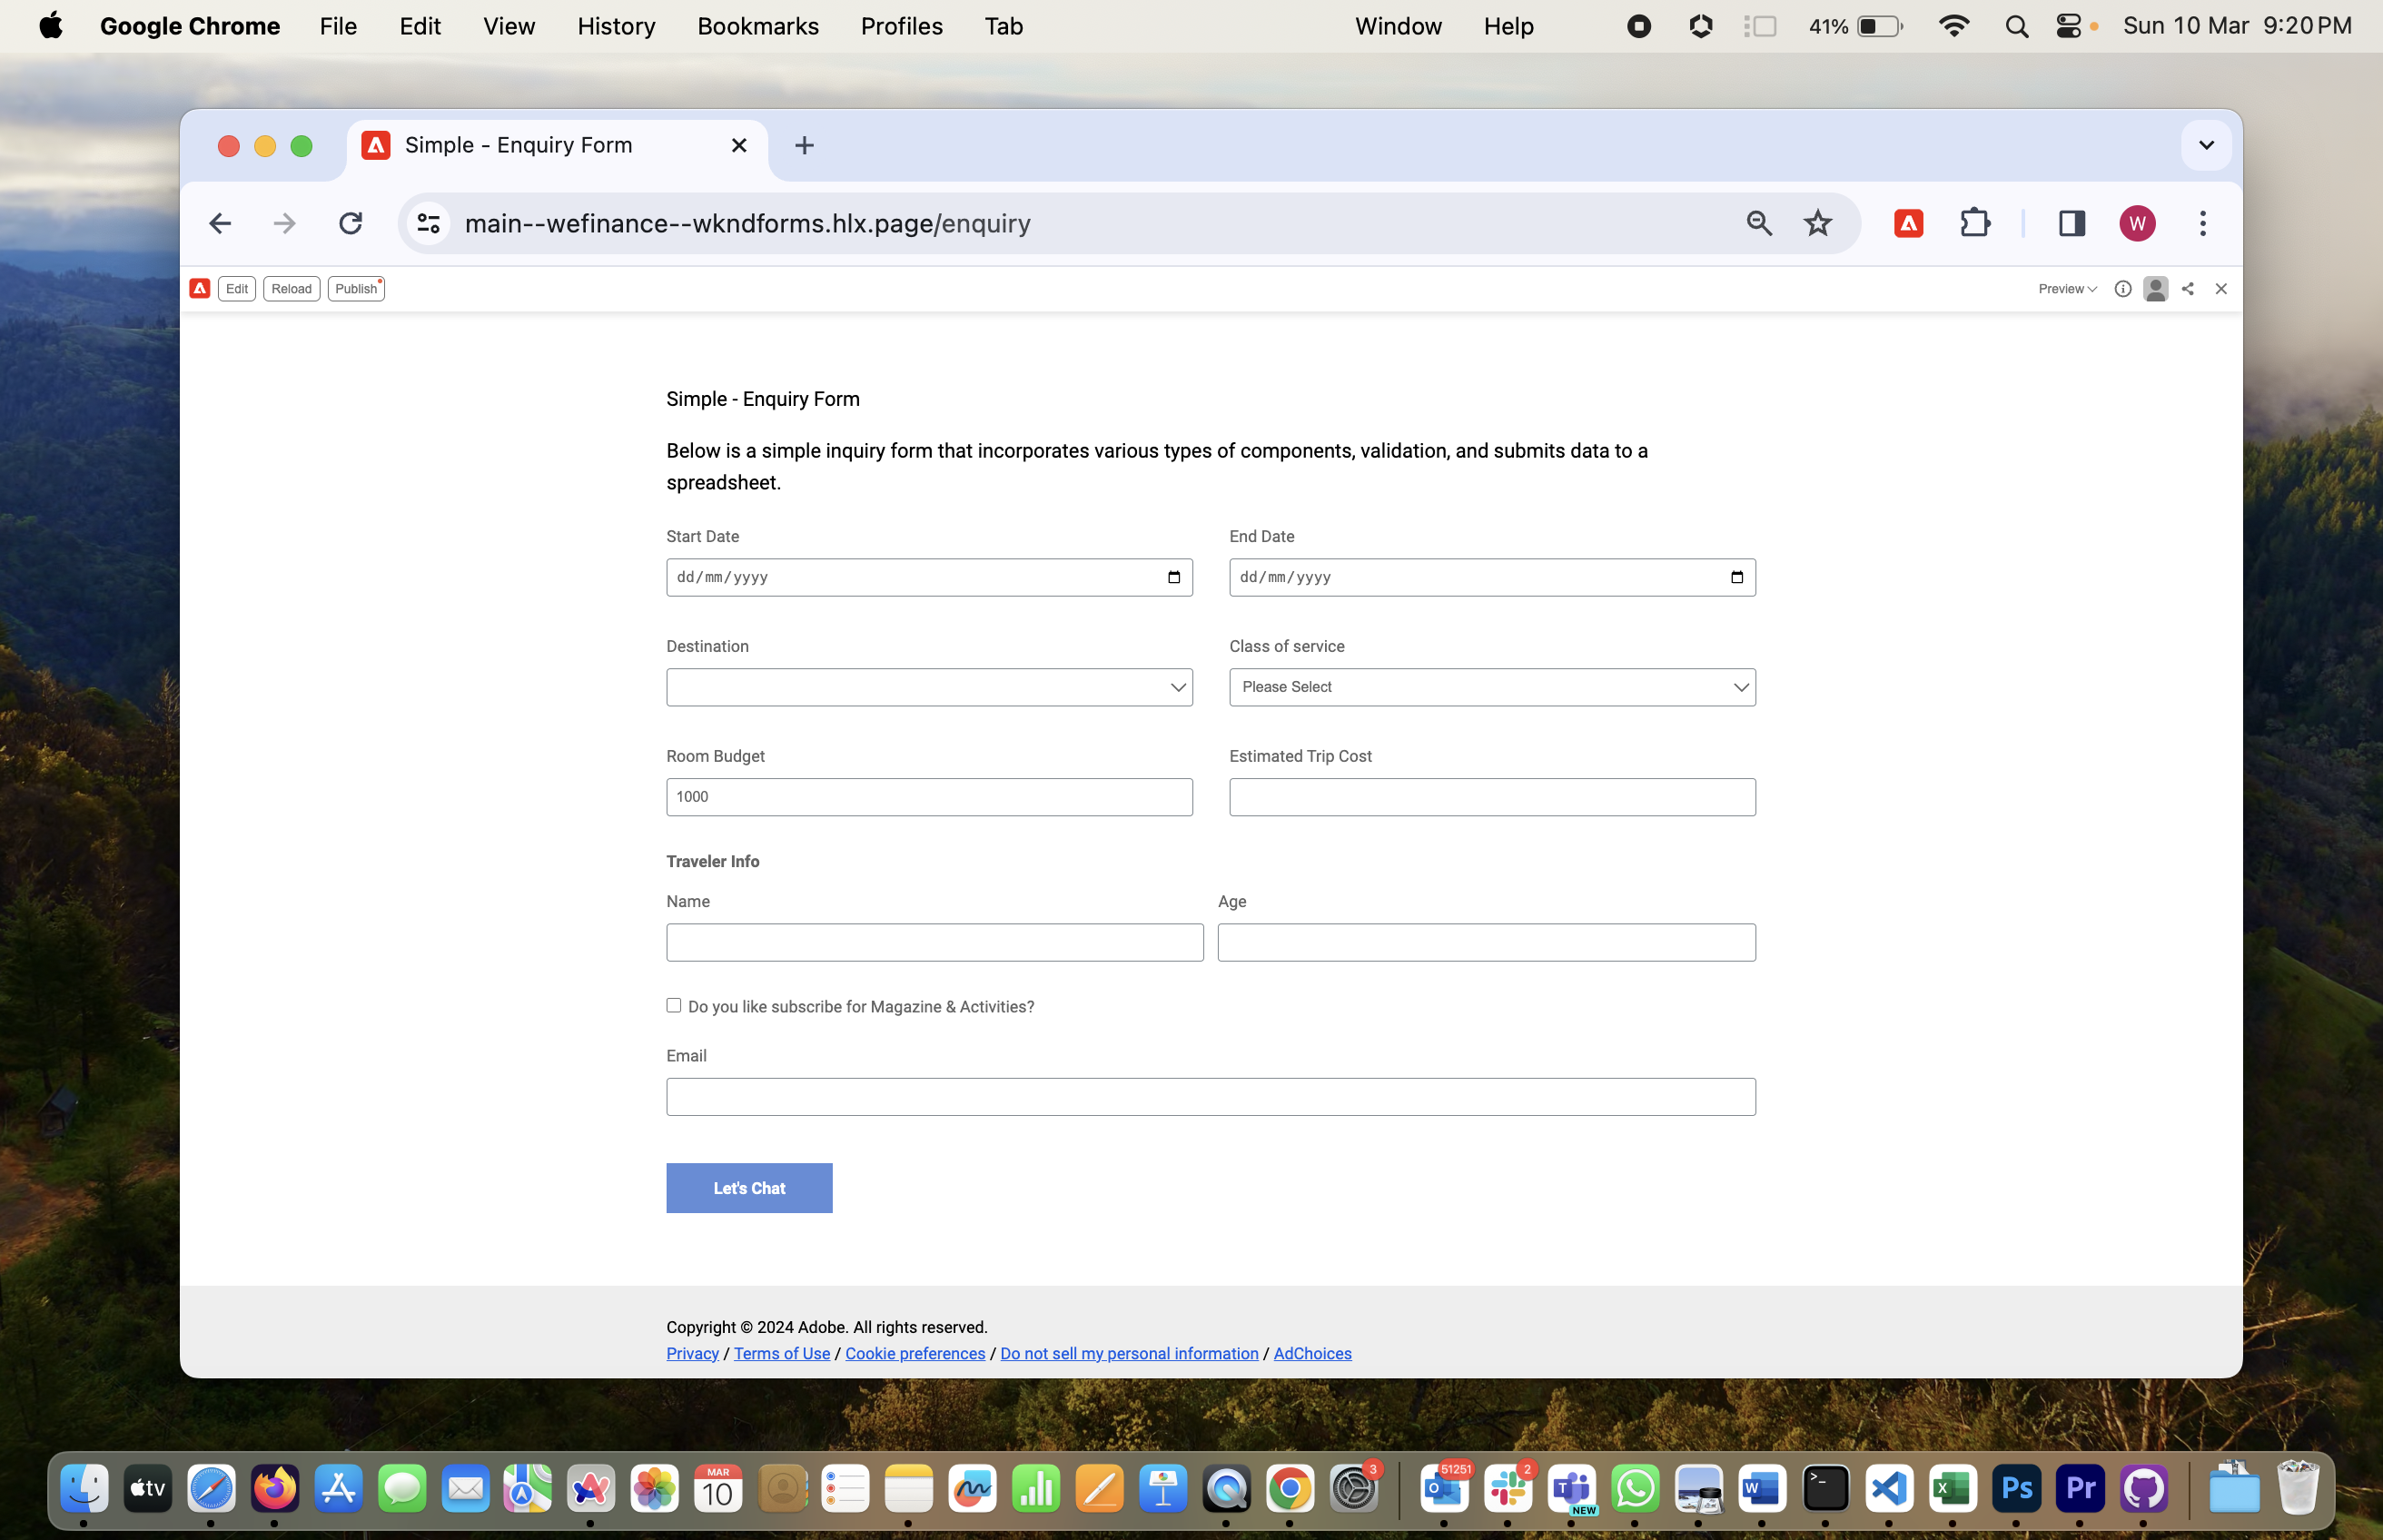 Google Chrome File Edit View History Bookmarks Profiles Tab Window Help 41% Sun 10 Mar 9:20 PM
Simple - Enquiry Form
main--wefinance--wkndforms.hlx.page/enquiry
W
Edit Reload Publish Preview
Simple - Enquiry Form
Below is a simple inquiry form that incorporates various types of components, validation, and submits data to a
spreadsheet.
Start Date End Date
dd/mm/yyyy dd/mm/yyyy
Destination Class of service
Please Select
Room Budget Estimated Trip Cost
1000
Traveler Info
Name Age
Do you like subscribe for Magazine & Activities?
Email
Let's Chat
Copyright © 2024 Adobe. All rights reserved.
Privacy / Terms of Use / Cookie preferences / Do not sell my personal information / AdChoices
tv MAR 10 3 51251 O 2 T NEW W >_ X Ps Pr